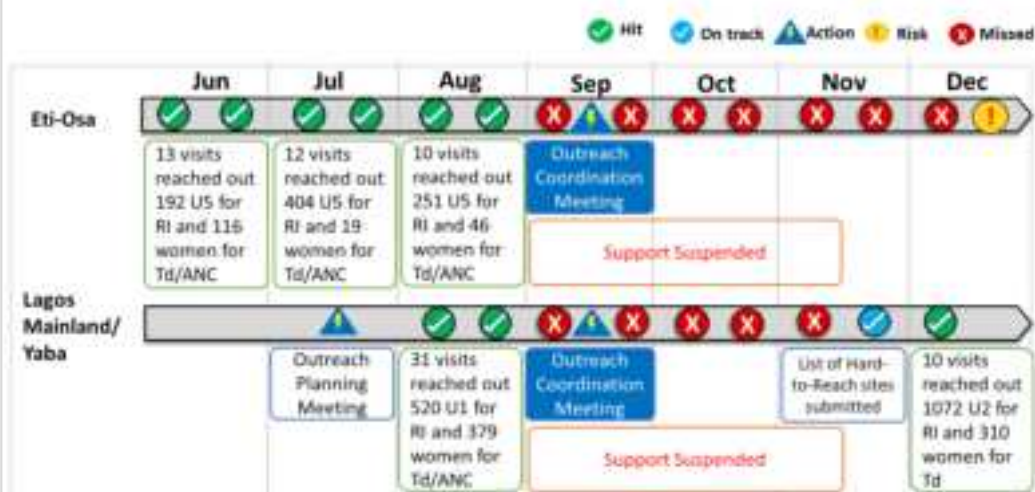 Hit On track Action Risk Missed
Jun Jul Aug Sep Oct Nov Dec
Eti-Osa
13 visits
reached out
192 U5 for
RI and 116
women for
Td/ANC
12 visits
reached out
404 U5 for
RI and 19
women for
Td/ANC
10 visits
reached out
251 U5 for
RI and 46
women for
Td/ANC
Outreach
Coordination
Meeting
Support Suspended
Lagos
Mainland/
Yaba
Outreach
Planning
Meeting
31 visits
reached out
520 U1 for
RI and 379
women for
Td/ANC
Outreach
Coordination
Meeting
Support Suspended
List of Hard-
to-Reach sites
submitted
10 visits
reached out
1072 U2 for
RI and 310
women for
Td